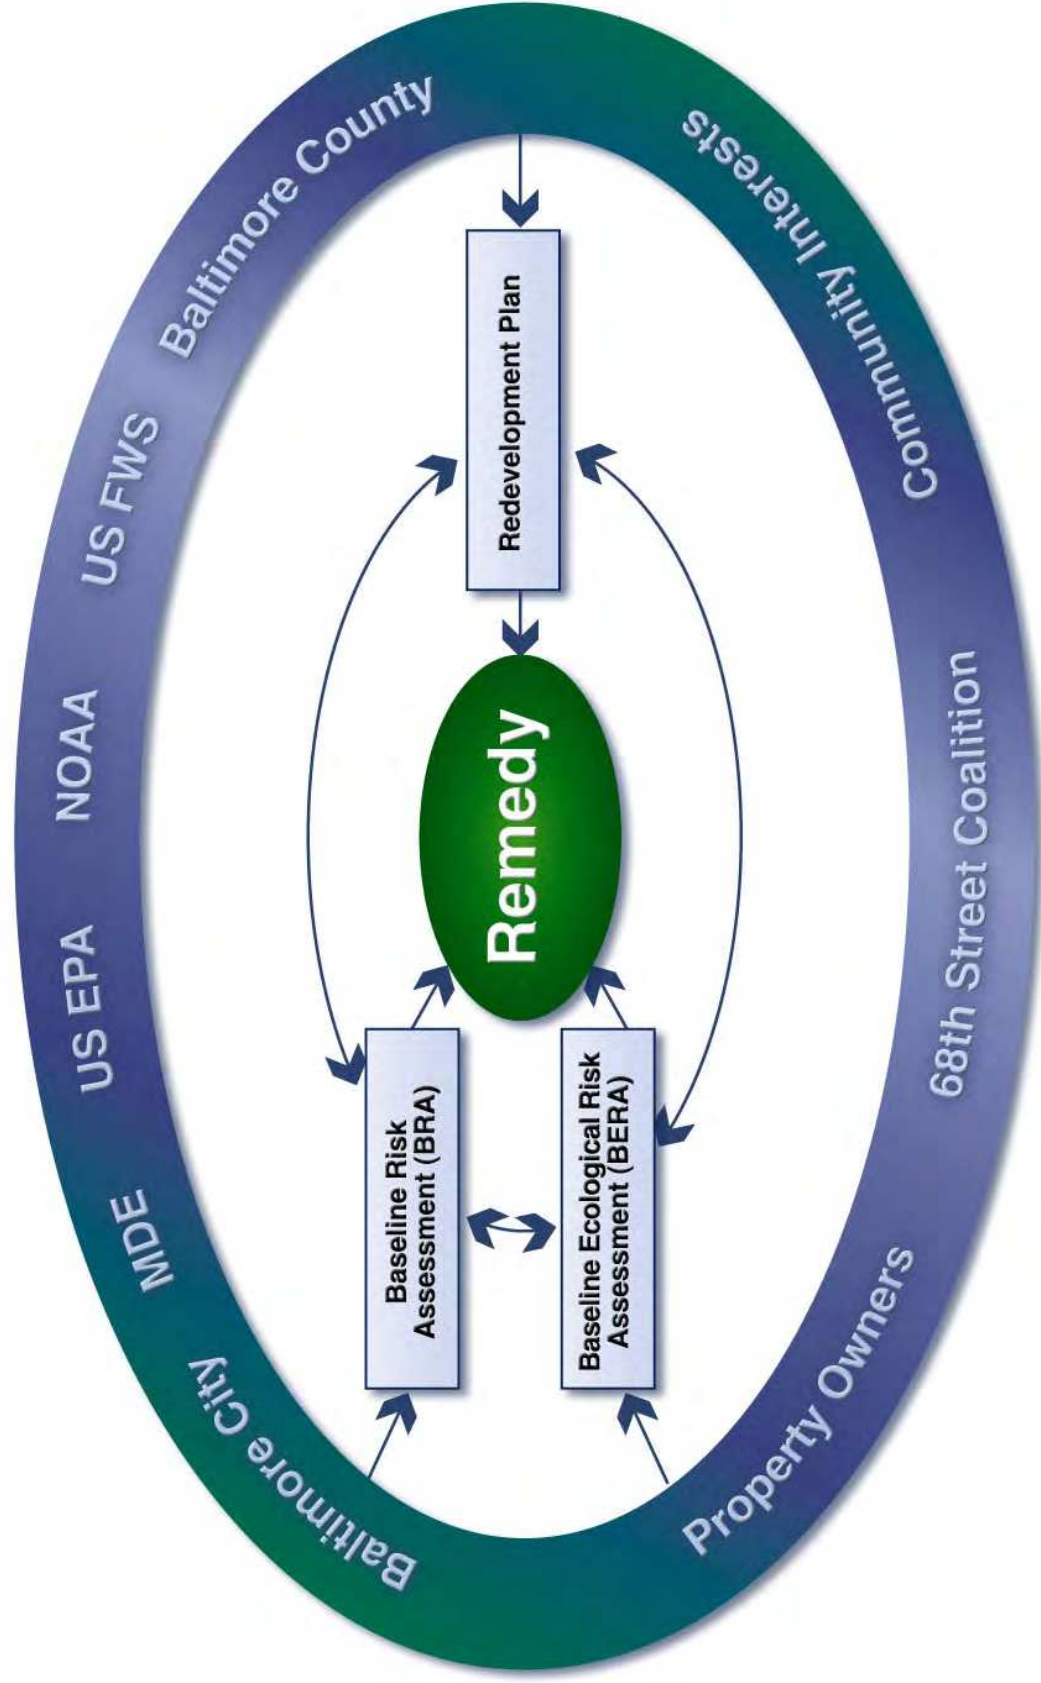 Baltimore City
MDE
US EPA
NOAA
US FWS
Baltimore County
Baseline Risk
Assessment (BRA)
Remedy
Redevelopment Plan
Baseline Ecological Risk
Assessment (BERA)
Property Owners
68th Street Coalition
Community Interests